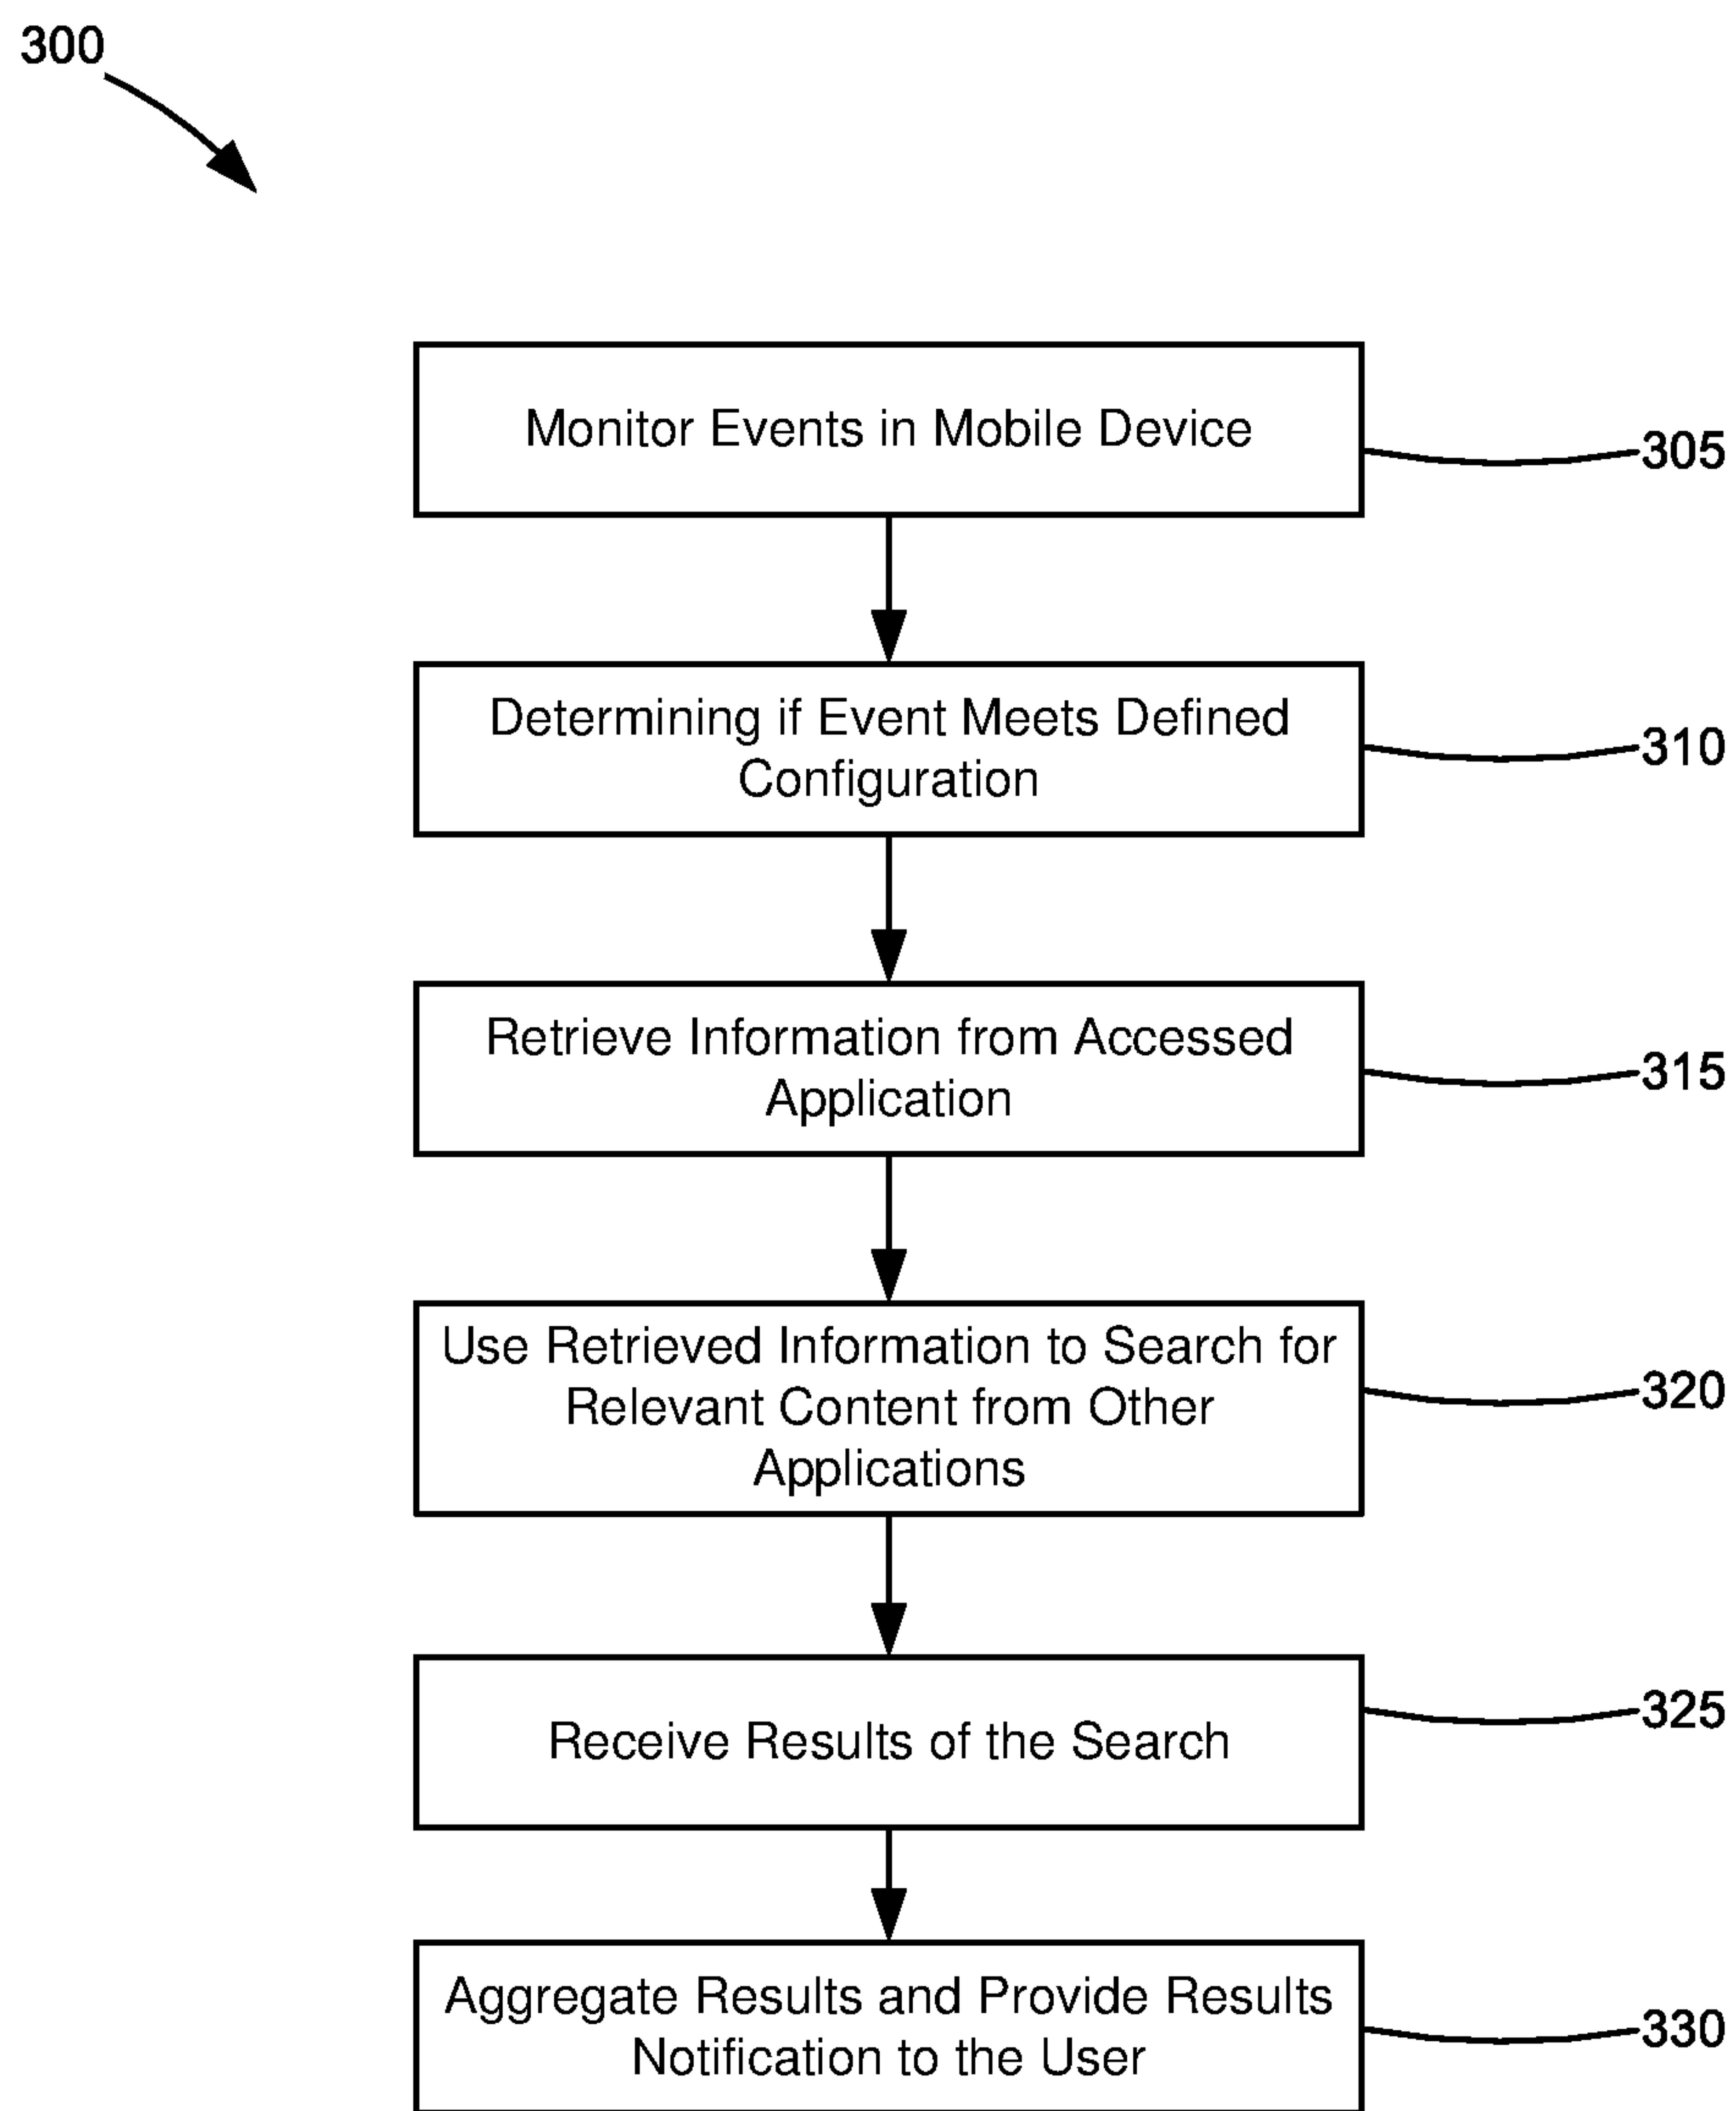 300
Monitor Events in Mobile Device
305
Determining if Event Meets Defined
Configuration
310
Retrieve Information from Accessed
Application
315
Use Retrieved Information to Search for
Relevant Content from Other
Applications
320
Receive Results of the Search
325
Aggregate Results and Provide Results
Notification to the User
330